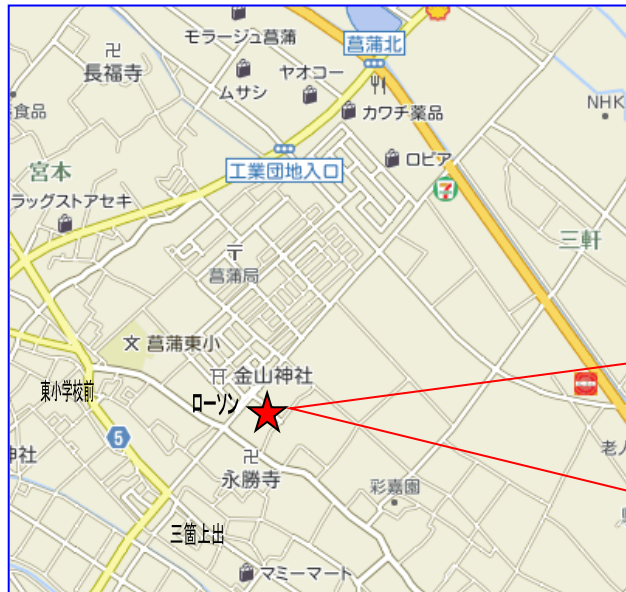 モラージュ菖蒲
菖蒲北
長福寺
ヤオコー
ムサシ
カワチ薬品
食品
NHK
工業団地入口
ロピア
宮本
ラッグストアセキ
三軒
〒
菖蒲局
文 菖蒲東小
金山神社
東小学校前
ローソン
5
神社
永勝寺
老人
彩嘉園
三箇上出
マミーマート